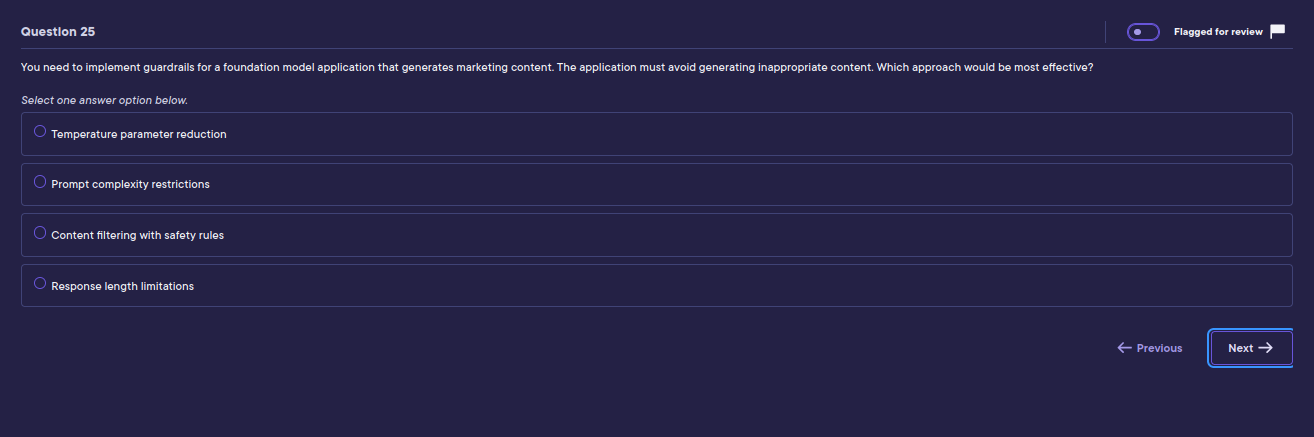 Question 25
Flagged for review
You need to implement guardrails for a foundation model application that generates marketing content. The application must avoid generating inappropriate content. Which approach would be most effective?
Select one answer option below.
Temperature parameter reduction
Prompt complexity restrictions
Content filtering with safety rules
Response length limitations
Previous
Next